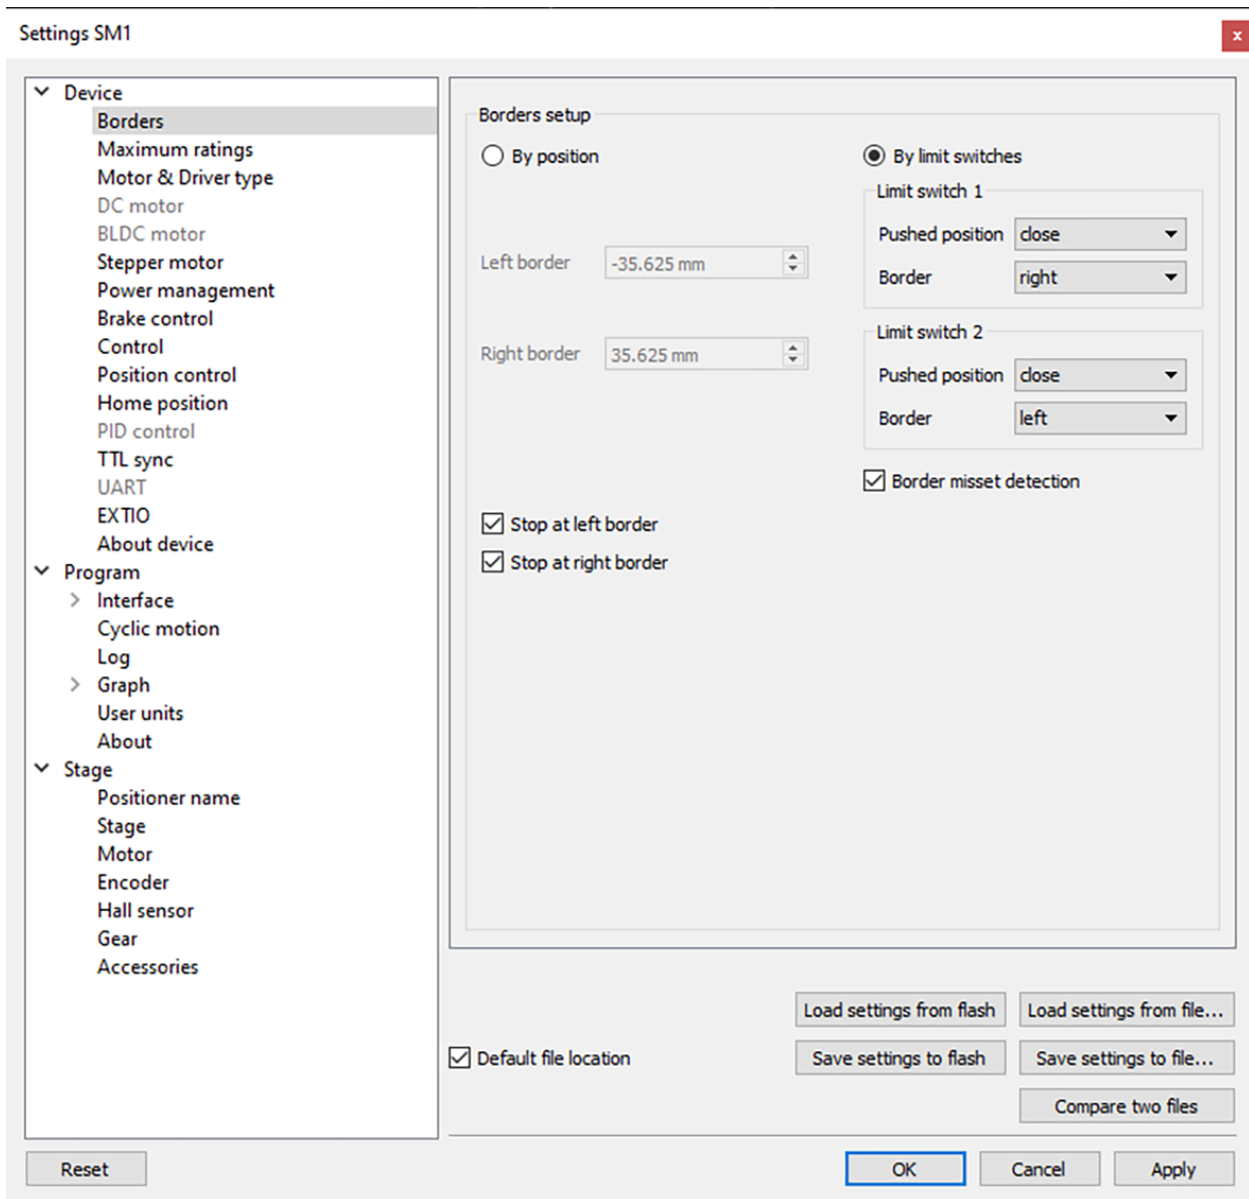 Settings SM1
x
Device
Borders
Maximum ratings
Motor & Driver type
DC motor
BLDC motor
Stepper motor
Power management
Brake control
Control
Position control
Home position
PID control
TTL sync
UART
EXTIO
About device
Program
Interface
Cyclic motion
Log
Graph
User units
About
Stage
Positioner name
Stage
Motor
Encoder
Hall sensor
Gear
Accessories
Borders setup
By position
Left border -35.625 mm
Right border 35.625 mm
By limit switches
Limit switch 1
Pushed position close
Border right
Limit switch 2
Pushed position close
Border left
Border misset detection
Stop at left border
Stop at right border
Load settings from flash Load settings from file...
Default file location Save settings to flash Save settings to file...
Compare two files
Reset OK Cancel Apply